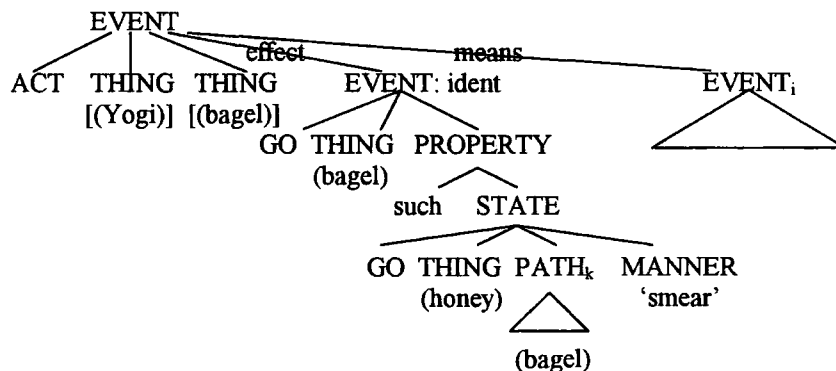 EVENT
effect means
ACT THING THING EVENT: ident EVENTi
[(Yogi)] [(bagel)]
GO THING PROPERTY
(bagel)
such STATE
GO THING PATHk MANNER
(honey) ‘smear’
(bagel)